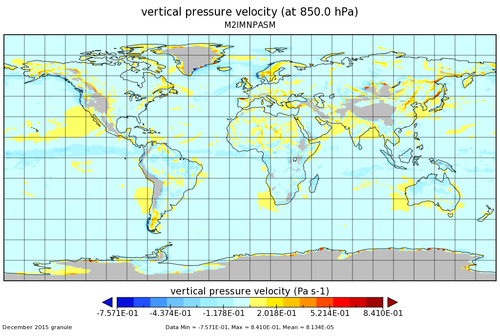 vertical pressure velocity (at 850.0 hPa)
M2IMNPASM
vertical pressure velocity (Pa s-1)
-7.571E-01 -4.374E-01 -1.178E-01 2.018E-01 5.214E-01 8.410E-01
December 2015 granule
Data Min = -7.571E-01, Max = 8.410E-01, Mean = 8.134E-05